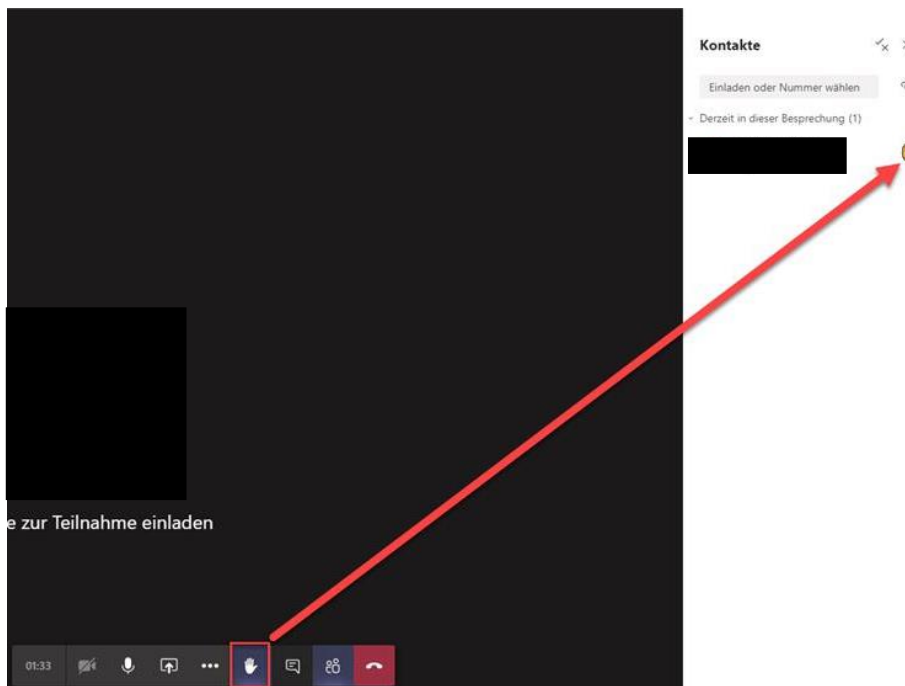 Kontakte
Einladen oder Nummer wählen
Derzeit in dieser Besprechung (1)
e zur Teilnahme einladen
01:33